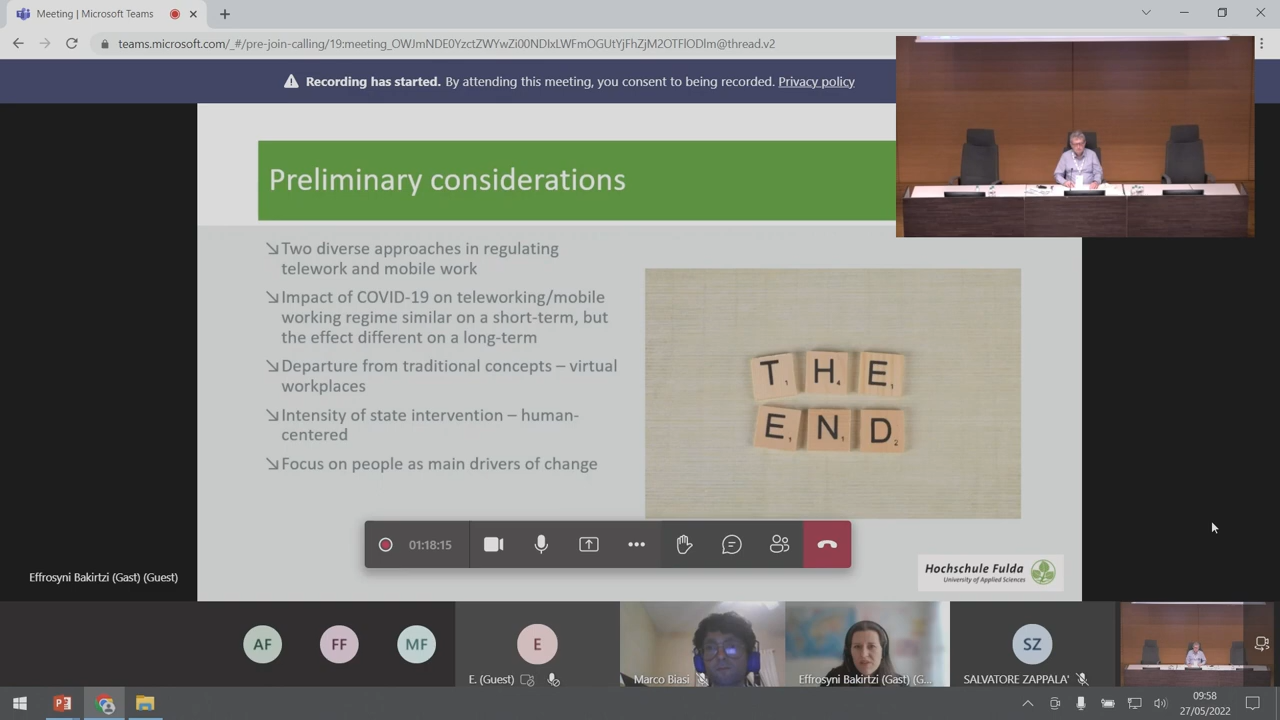 Meeting | Microsoft Teams
teams.microsoft.com/_#/pre-join-calling/19:meeting_OWJmNDE0YzctZWYwZi00NDIxLWFmOGUtYjFhZjM2OTFlODlm@thread.v2
Recording has started. By attending this meeting, you consent to being recorded. Privacy policy
Preliminary considerations
Two diverse approaches in regulating
telework and mobile work
Impact of COVID-19 on teleworking/mobile
working regime similar on a short-term, but
the effect different on a long-term
Departure from traditional concepts – virtual
workplaces
Intensity of state intervention – human-
centered
Focus on people as main drivers of change
THE
END
01:18:15
Hochschule Fulda
University of Applied Sciences
Effrosyni Bakirtzi (Gast) (Guest)
AF
FF
MF
E
E. (Guest)
Marco Biasi
Effrosyni Bakirtzi (Gast) (G...
SZ
SALVATORE ZAPPALA'
09:58
27/05/2022